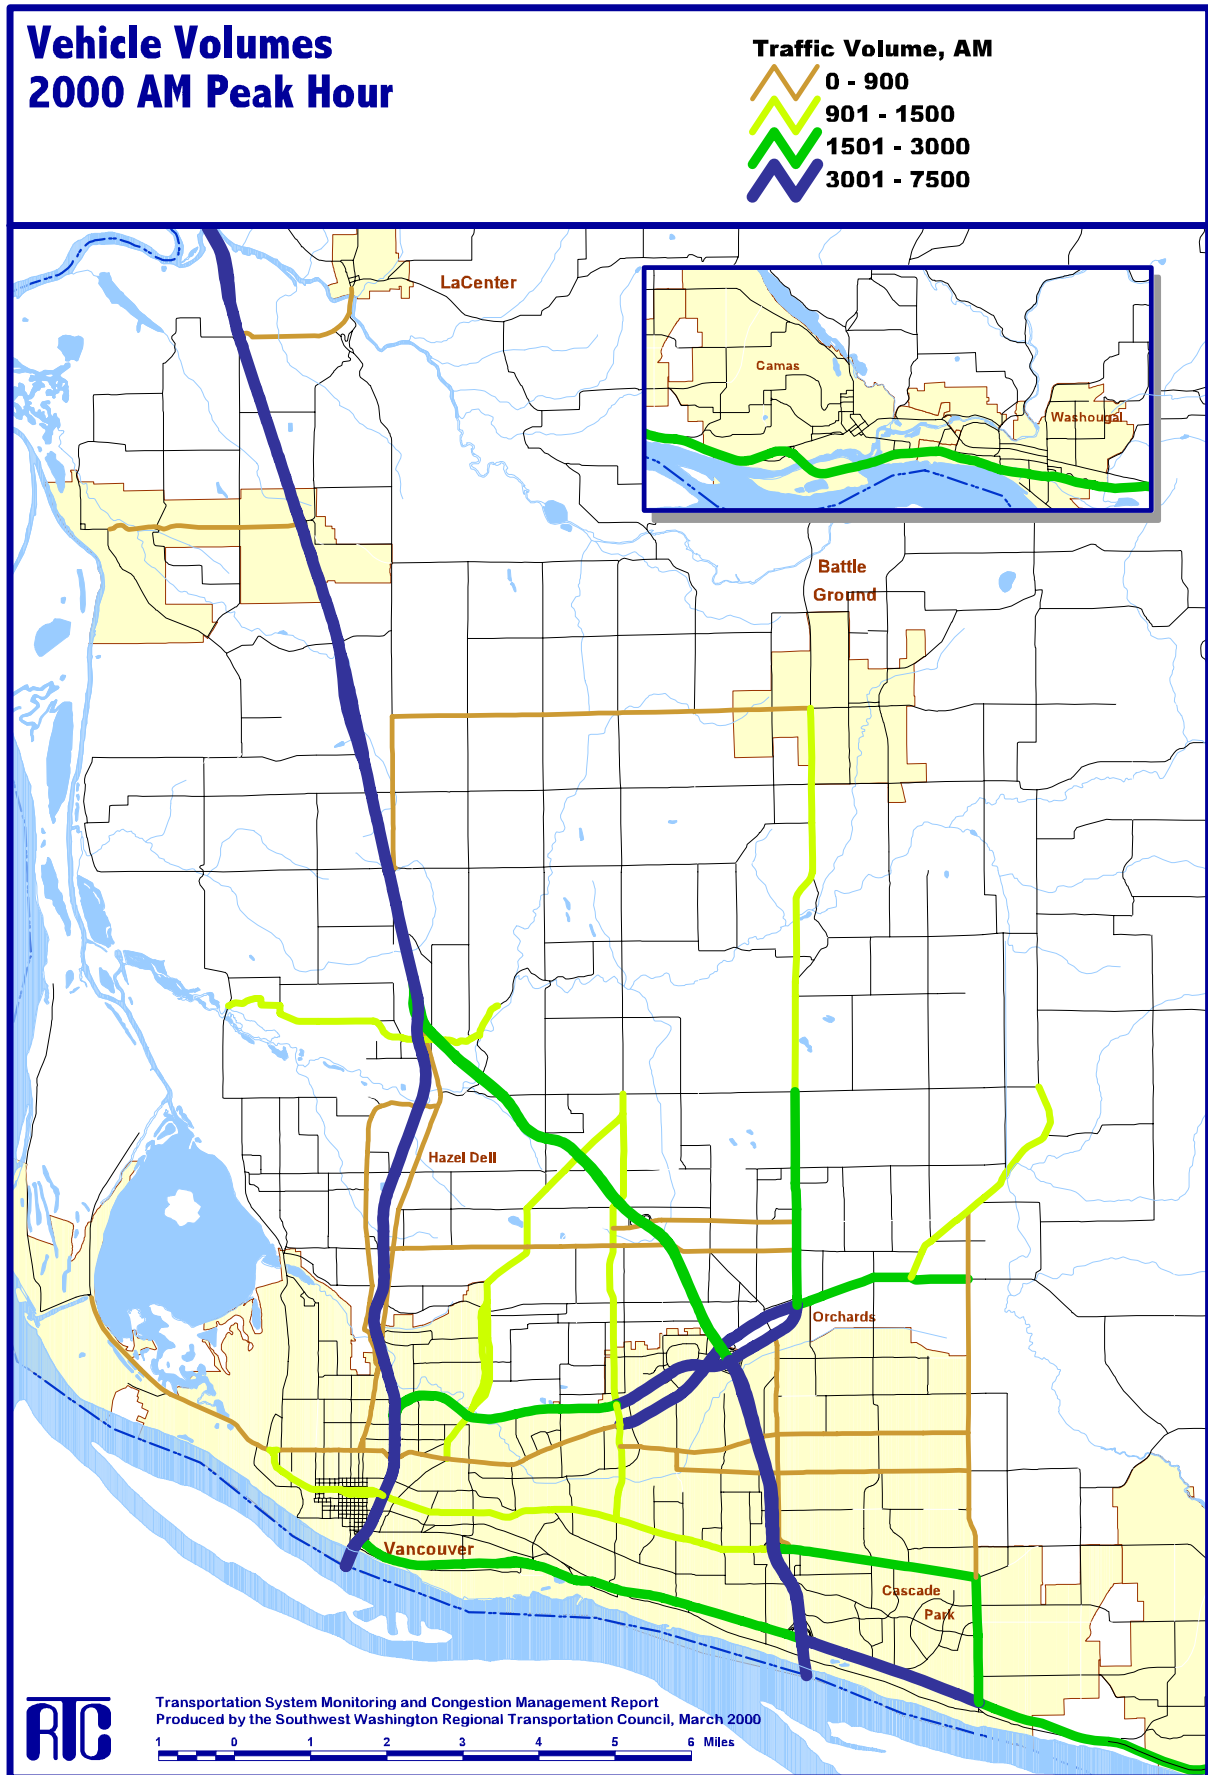 Vehicle Volumes
2000 AM Peak Hour
Traffic Volume, AM
0 - 900
901 - 1500
1501 - 3000
3001 - 7500
LaCenter
Camas
Washougal
Battle
Ground
Hazel Dell
Orchards
Vancouver
Cascade
Park
RTC
Transportation System Monitoring and Congestion Management Report
Produced by the Southwest Washington Regional Transportation Council, March 2000
1 0 1 2 3 4 5 6 Miles